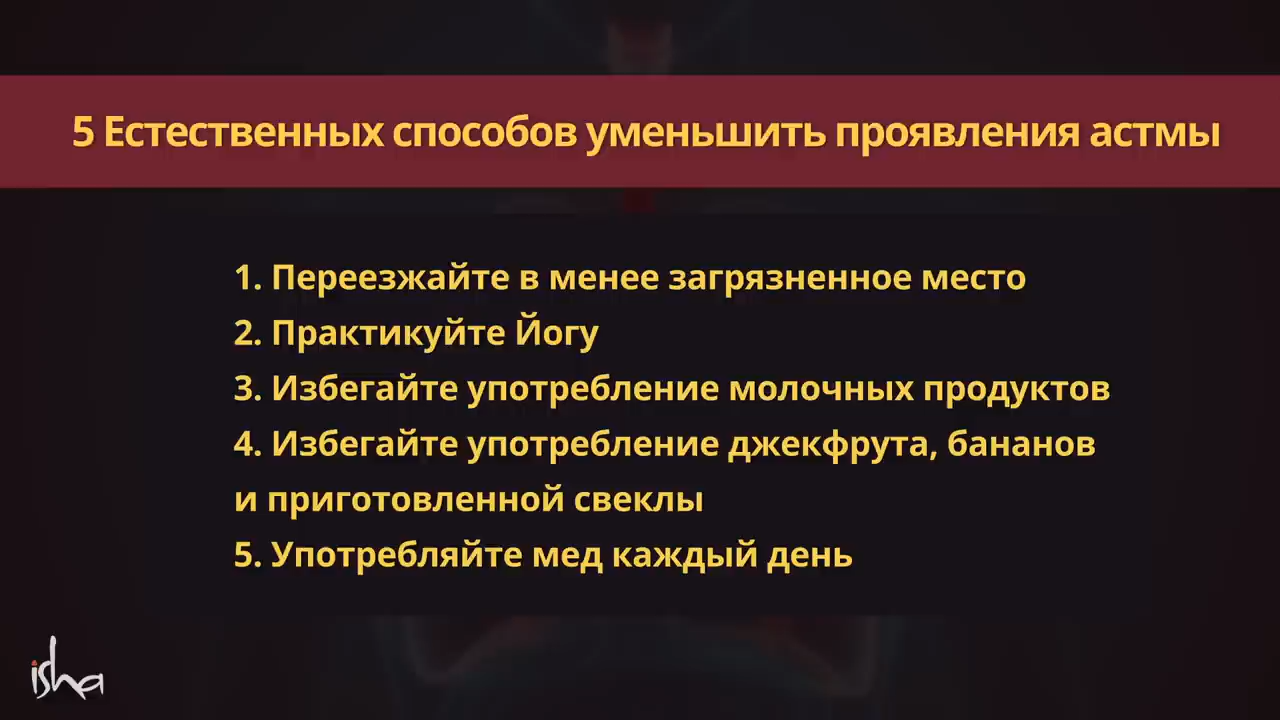 5 Естественных способов уменьшить проявления астмы
1. Переезжайте в менее загрязненное место
2. Практикуйте Йогу
3. Избегайте употребление молочных продуктов
4. Избегайте употребление джекфрута, бананов
и приготовленной свеклы
5. Употребляйте мед каждый день
isha